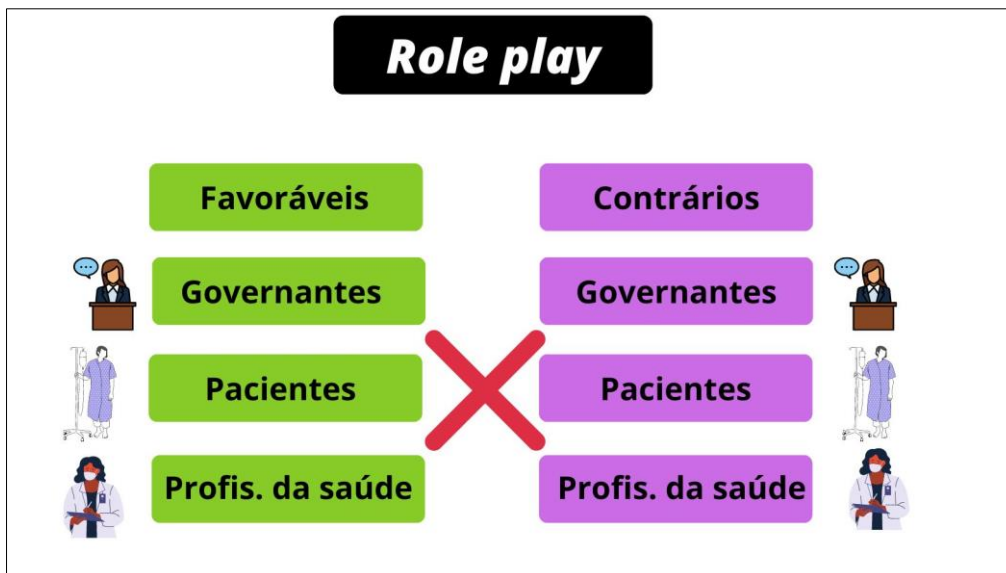 Role play
Favoráveis
Contrários
Governantes
Governantes
Pacientes
Pacientes
Profis. da saúde
Profis. da saúde